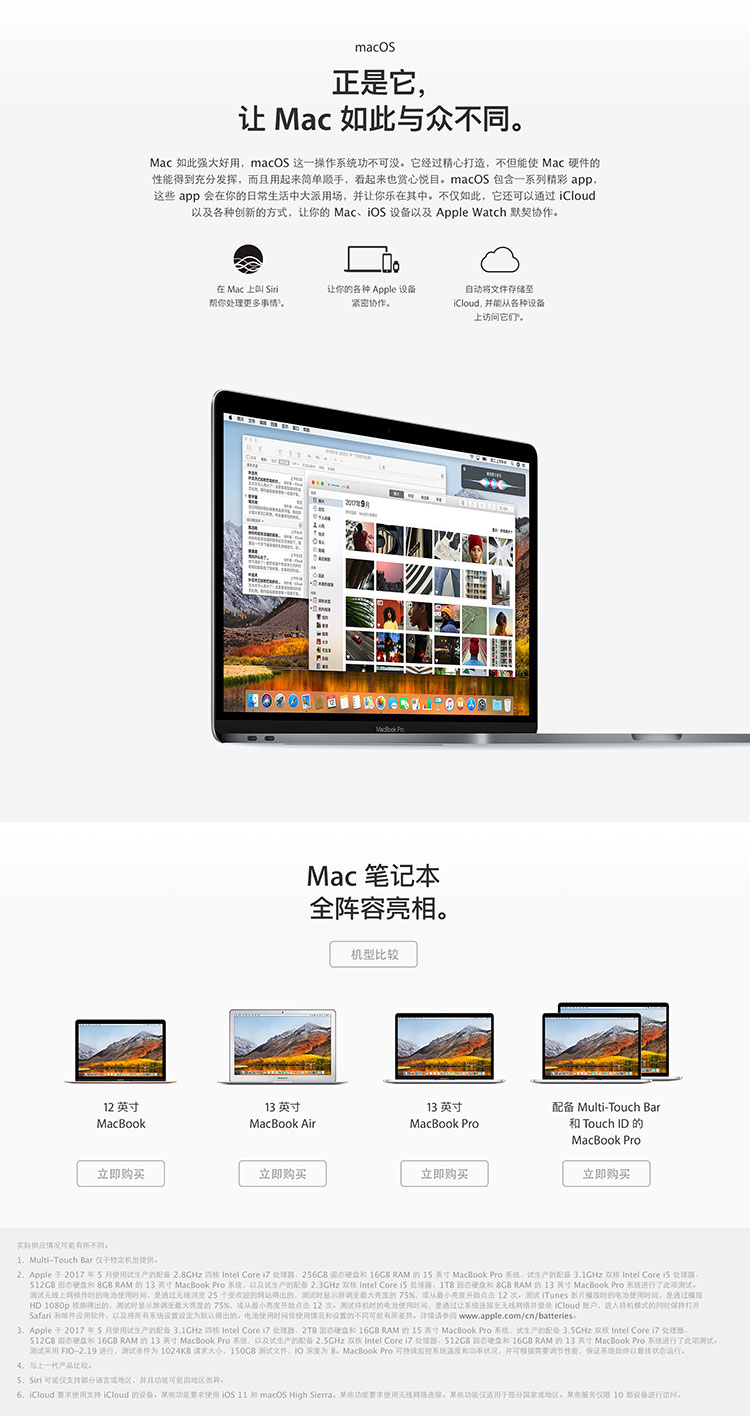 macOS
正是它，
让 Mac 如此与众不同。
Mac 如此强大好用，macOS 这一操作系统功不可没。它经过精心打造，不但能使 Mac 硬件的
性能得到充分发挥，而且用起来简单顺手，看起来也赏心悦目。macOS 包含一系列精彩 app，
这些 app 会在你的日常生活中大派用场，并让你乐在其中。不仅如此，它还可以通过 iCloud
以及各种创新的方式，让你的 Mac、iOS 设备以及 Apple Watch 默契协作。
在 Mac 上叫 Siri
帮你处理更多事情⁵。
让你的各种 Apple 设备
紧密协作。
自动将文件存储至
iCloud，并能从各种设备
上访问它们⁶。
2017年9月
MacBook Pro
Mac 笔记本
全阵容亮相。
机型比较
12 英寸
MacBook
立即购买
13 英寸
MacBook Air
立即购买
13 英寸
MacBook Pro
立即购买
配备 Multi-Touch Bar
和 Touch ID 的
MacBook Pro
立即购买
实际供应情况可能有所不同。
1. Multi-Touch Bar 仅于特定机型提供。
2. Apple 于 2017 年 5 月使用试生产的配备 2.8GHz 四核 Intel Core i7 处理器、256GB 固态硬盘和 16GB RAM 的 15 英寸 MacBook Pro 系统，试生产的配备 3.1GHz 双核 Intel Core i5 处理器、
512GB 固态硬盘和 8GB RAM 的 13 英寸 MacBook Pro 系统，以及试生产的配备 2.3GHz 双核 Intel Core i5 处理器、1TB 固态硬盘和 8GB RAM 的 13 英寸 MacBook Pro 系统进行了此项测试。
测试无线上网操作时的电池使用时间，是通过无线浏览 25 个受欢迎的网站得出的，测试时显示屏调至最大亮度的 75%，或从最小亮度开始点击 12 次。测试 iTunes 影片播放时的电池使用时间，是通过播放
HD 1080p 视频得出的，测试时显示屏调至最大亮度的 75%，或从最小亮度开始点击 12 次。测试待机时的电池使用时间，是通过让系统连接至无线网络并登录 iCloud 账户，进入待机模式的同时保持打开
Safari 和邮件应用软件，以及将所有系统设置设定为默认得出的。电池使用时间依使用情况和设置的不同可能有所差异。详情请参阅 www.apple.com/cn/batteries。
3. Apple 于 2017 年 5 月使用试生产的配备 3.1GHz 四核 Intel Core i7 处理器、2TB 固态硬盘和 16GB RAM 的 15 英寸 MacBook Pro 系统，试生产的配备 3.5GHz 双核 Intel Core i7 处理器、
512GB 固态硬盘和 16GB RAM 的 13 英寸 MacBook Pro 系统，以及试生产的配备 2.5GHz 双核 Intel Core i7 处理器、512GB 固态硬盘和 16GB RAM 的 13 英寸 MacBook Pro 系统进行了此项测试。
测试采用 FIO-2.19 进行，测试条件为 1024KB 请求大小，150GB 测试文件，IO 深度为 8。MacBook Pro 可持续监控系统温度和功率状况，并可根据需要调节性能，保证系统始终以最佳状态运行。
4. 与上一代产品比较。
5. Siri 可能仅支持部分语言或地区，并且功能可能因地区而异。
6. iCloud 要求使用支持 iCloud 的设备。某些功能要求使用 iOS 11 和 macOS High Sierra。某些功能要求使用无线网络连接。某些功能仅适用于部分国家或地区。某些服务仅限 10 部设备进行访问。